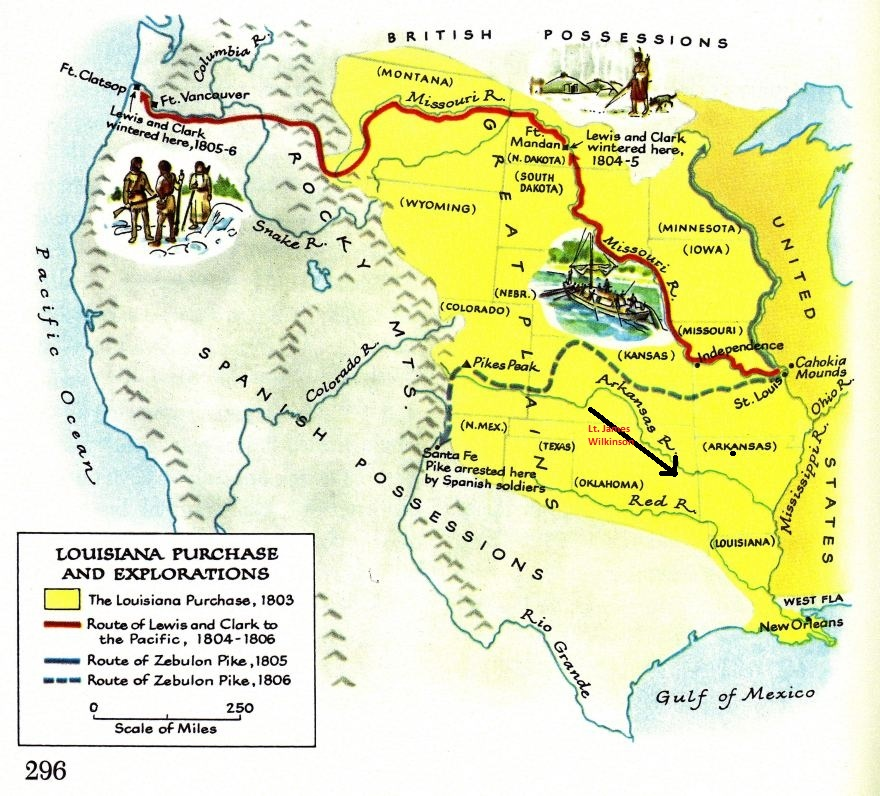 BRITISH POSSESSIONS
Columbia R.
(MONTANA)
Ft. Clatsop
Ft. Vancouver
Missouri R.
Lewis and Clark
wintered here, 1805-6
Ft.
Mandan
Lewis and Clark
wintered here,
1804-5
(N. DAKOTA)
(SOUTH
DAKOTA)
ROCKY MTS.
GREAT PLAINS
(WYOMING)
Snake R.
(MINNESOTA)
(IOWA)
Missouri R.
UNITED STATES
Pacific Ocean
(NEBR.)
(COLORADO)
(MISSOURI)
Independence
(KANSAS)
Cahokia
Mounds
St. Louis
Ohio R.
Pikes Peak
Colorado R.
SPANISH POSSESSIONS
Arkansas R.
Lt. James
Wilkinson
(N. MEX.)
(TEXAS)
(ARKANSAS)
Mississippi R.
Santa Fe
Pike arrested here
by Spanish soldiers
(OKLAHOMA)
Red R.
(LOUISIANA)
WEST FLA
New Orleans
Rio Grande
Gulf of Mexico
LOUISIANA PURCHASE
AND EXPLORATIONS
The Louisiana Purchase, 1803
Route of Lewis and Clark to
the Pacific, 1804-1806
Route of Zebulon Pike, 1805
Route of Zebulon Pike, 1806
0 250
Scale of Miles
296